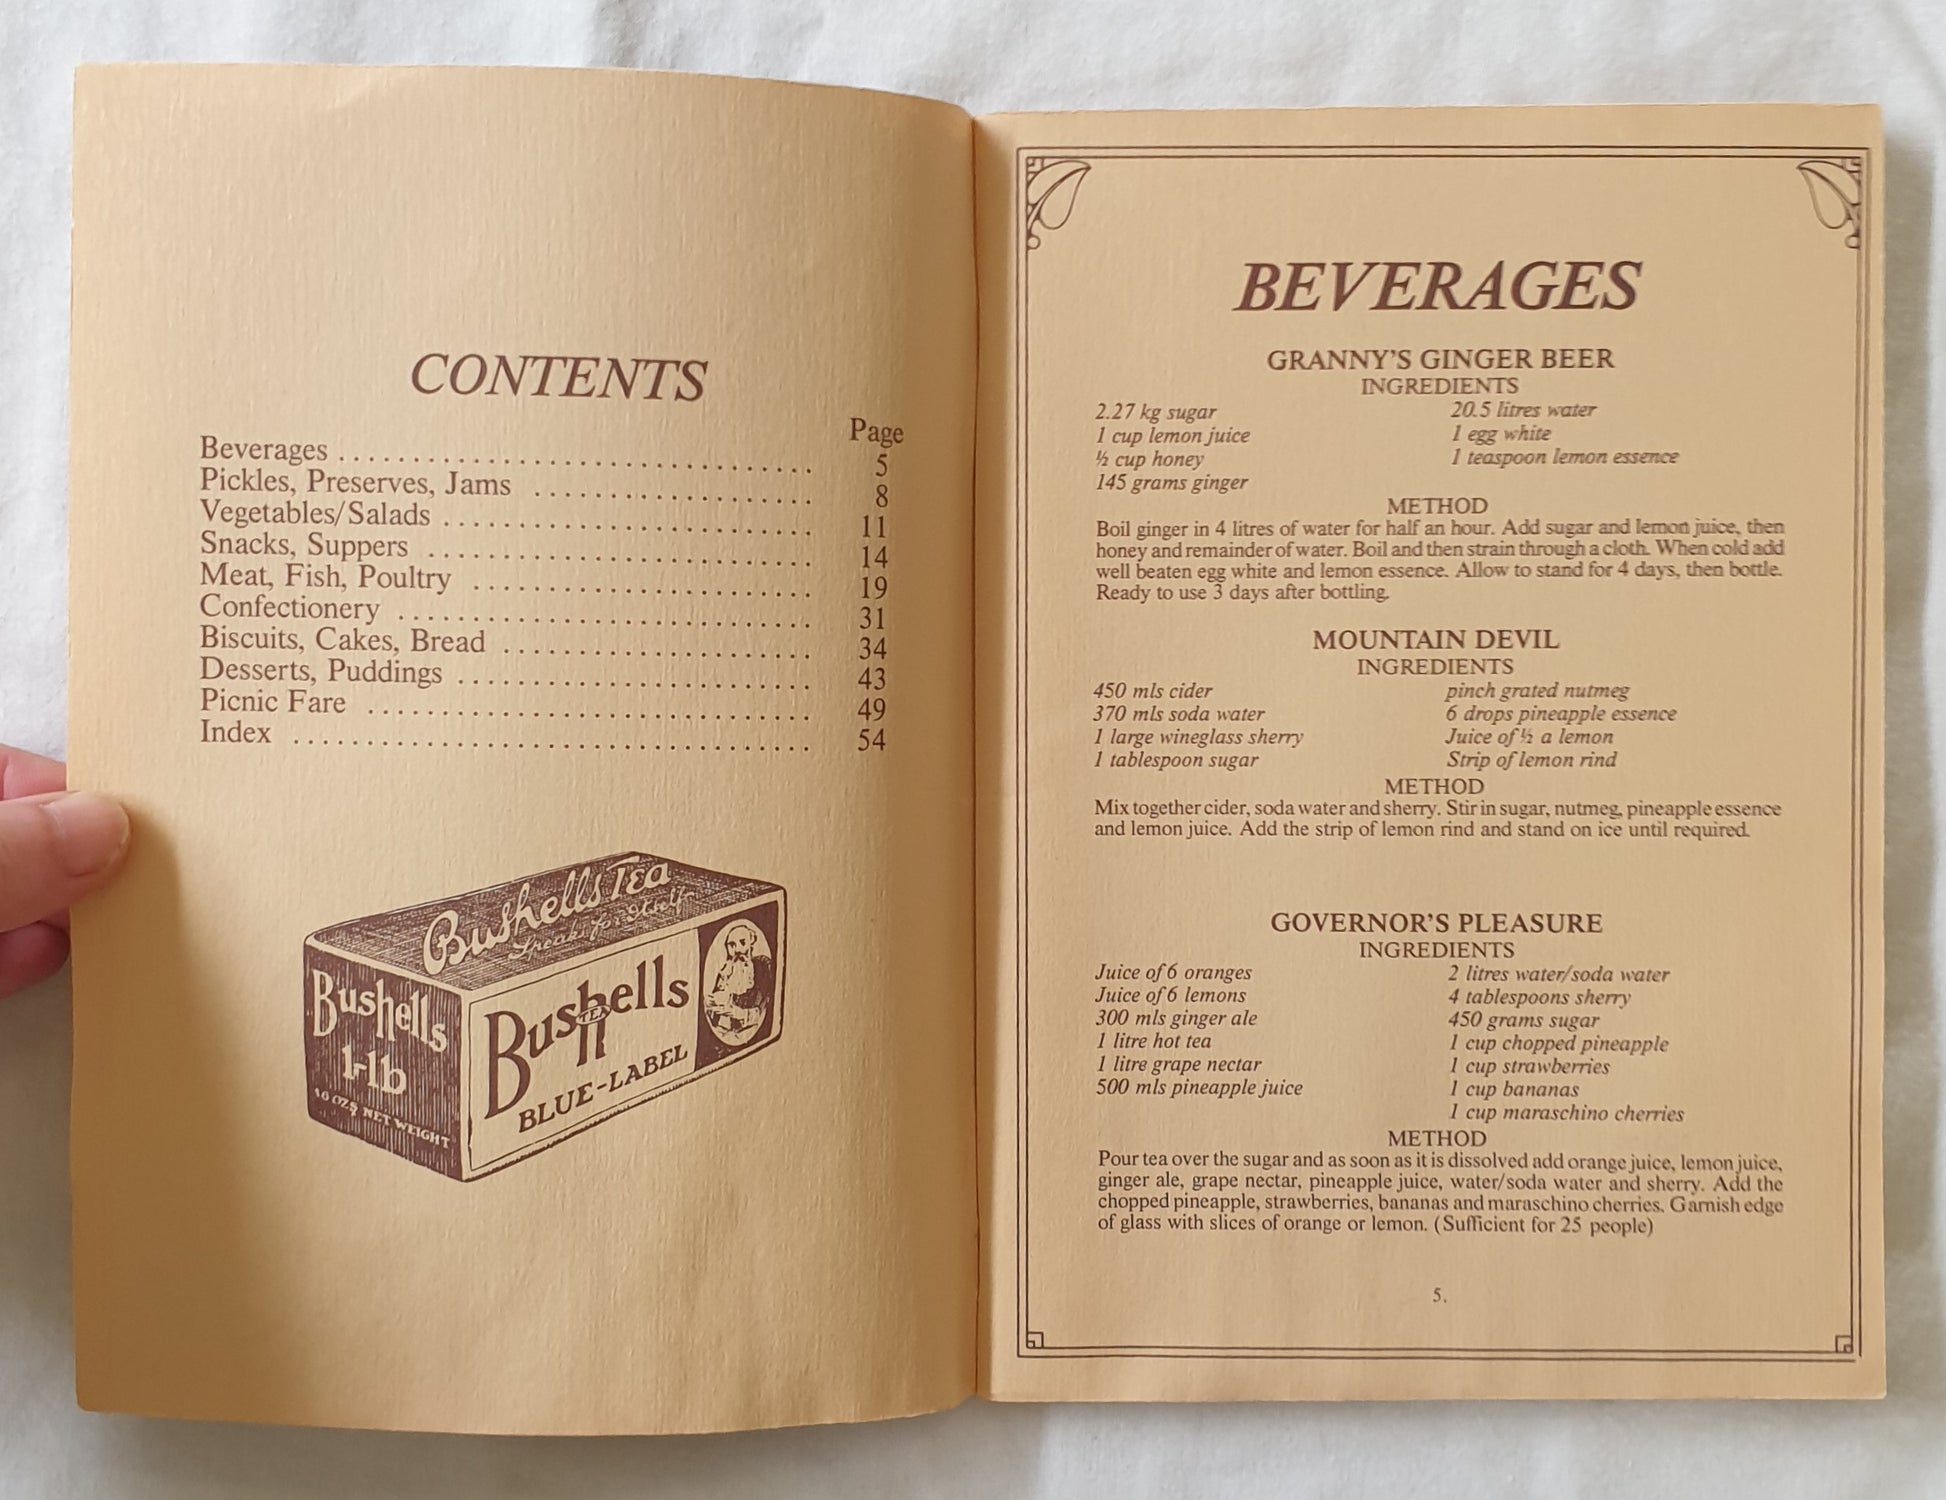 CONTENTS
Page
Beverages ........................................ 5
Pickles, Preserves, Jams ........................ 8
Vegetables/Salads ............................... 11
Snacks, Suppers ................................. 14
Meat, Fish, Poultry ............................. 19
Confectionery ................................... 31
Biscuits, Cakes, Bread .......................... 34
Desserts, Puddings .............................. 43
Picnic Fare ..................................... 49
Index ........................................... 54
Bushells Tea
Speaks for Itself
Bushells
1-lb
16 OZS NET WEIGHT
Bushells
TEA
BLUE-LABEL
BEVERAGES
GRANNY'S GINGER BEER
INGREDIENTS
2.27 kg sugar 20.5 litres water
1 cup lemon juice 1 egg white
½ cup honey 1 teaspoon lemon essence
145 grams ginger
METHOD
Boil ginger in 4 litres of water for half an hour. Add sugar and lemon juice, then
honey and remainder of water. Boil and then strain through a cloth. When cold add
well beaten egg white and lemon essence. Allow to stand for 4 days, then bottle.
Ready to use 3 days after bottling.
MOUNTAIN DEVIL
INGREDIENTS
450 mls cider pinch grated nutmeg
370 mls soda water 6 drops pineapple essence
1 large wineglass sherry Juice of ½ a lemon
1 tablespoon sugar Strip of lemon rind
METHOD
Mix together cider, soda water and sherry. Stir in sugar, nutmeg, pineapple essence
and lemon juice. Add the strip of lemon rind and stand on ice until required.
GOVERNOR'S PLEASURE
INGREDIENTS
Juice of 6 oranges 2 litres water/soda water
Juice of 6 lemons 4 tablespoons sherry
300 mls ginger ale 450 grams sugar
1 litre hot tea 1 cup chopped pineapple
1 litre grape nectar 1 cup strawberries
500 mls pineapple juice 1 cup bananas
1 cup maraschino cherries
METHOD
Pour tea over the sugar and as soon as it is dissolved add orange juice, lemon juice,
ginger ale, grape nectar, pineapple juice, water/soda water and sherry. Add the
chopped pineapple, strawberries, bananas and maraschino cherries. Garnish edge
of glass with slices of orange or lemon. (Sufficient for 25 people)
5.